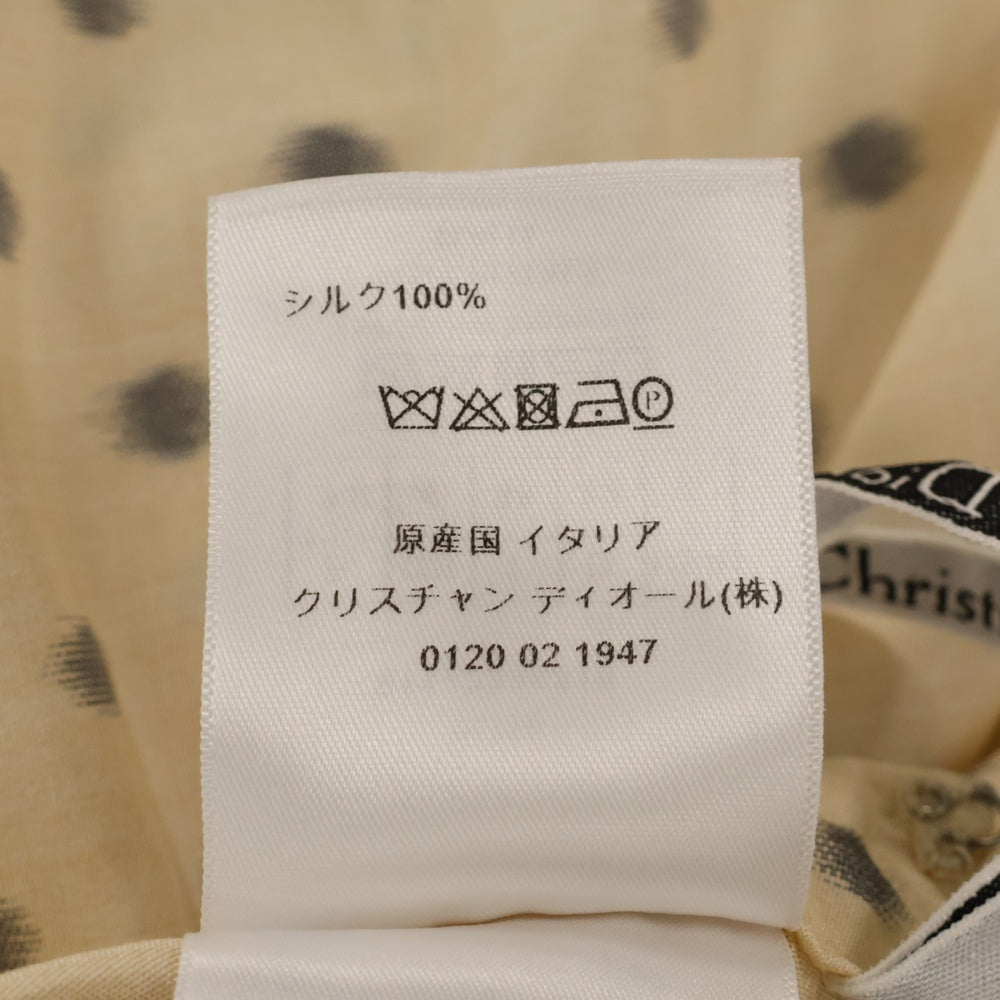 シルク100%
P
原産国 イタリア
クリスチャン ディオール(株)
0120 02 1947
Christ